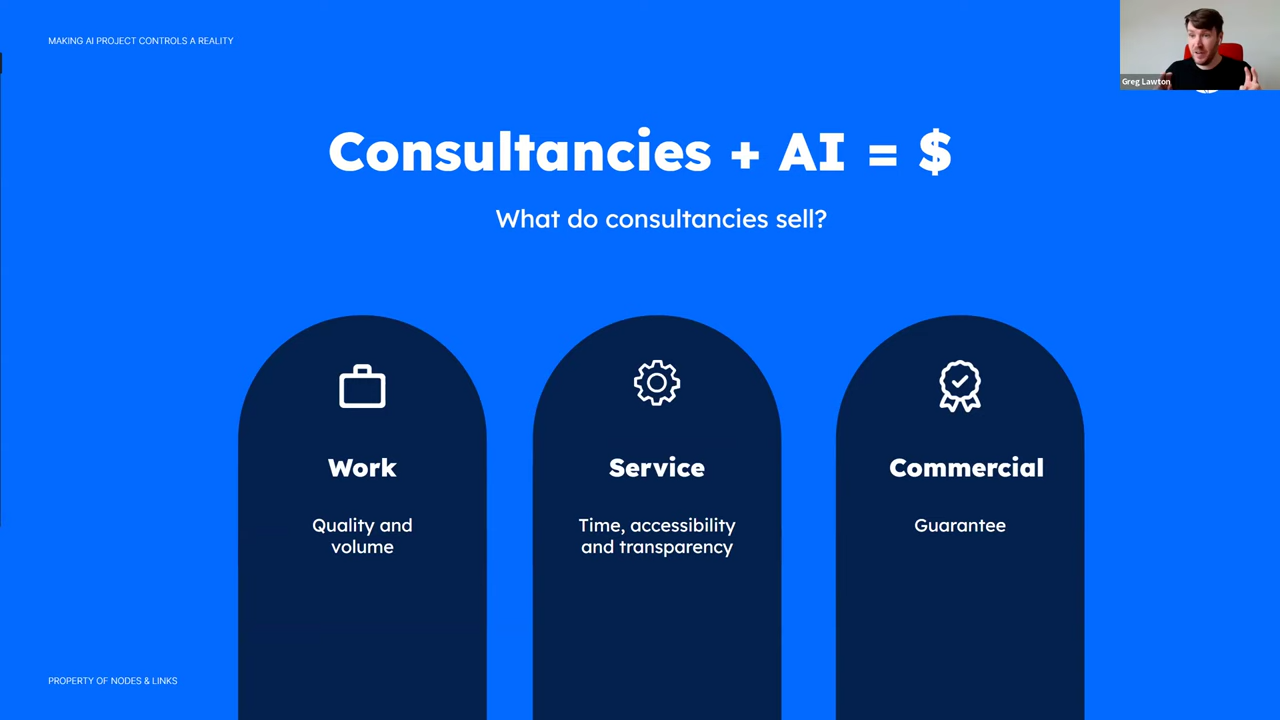 MAKING AI PROJECT CONTROLS A REALITY
Greg Lawton
Consultancies + AI = $
What do consultancies sell?
Work
Quality and
volume
Service
Time, accessibility
and transparency
Commercial
Guarantee
PROPERTY OF NODES & LINKS